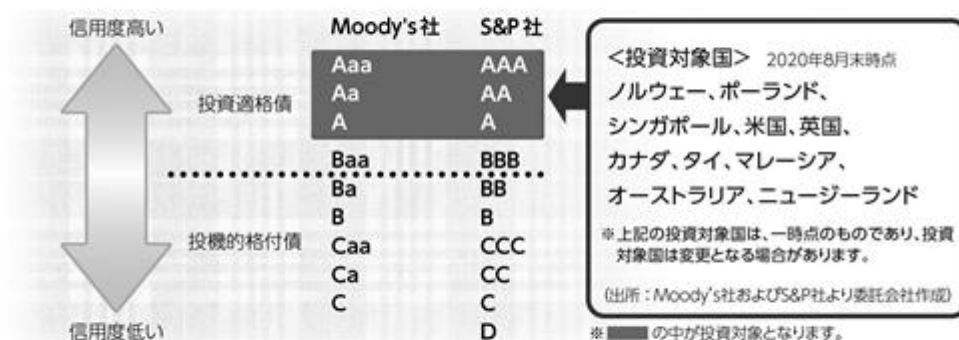 信用度高い
Moody's社 S&P社
Aaa AAA
Aa AA
投資適格債
A A
Baa BBB
Ba BB
B B
投機的格付債
Caa CCC
Ca CC
C C
信用度低い
D
<投資対象国> 2020年8月末時点
ノルウェー、ポーランド、
シンガポール、米国、英国、
カナダ、タイ、マレーシア、
オーストラリア、ニュージーランド
※上記の投資対象国は、一時点のものであり、投資
対象国は変更となる場合があります。
(出所：Moody's社およびS&P社より委託会社作成)
※ の中が投資対象となります。